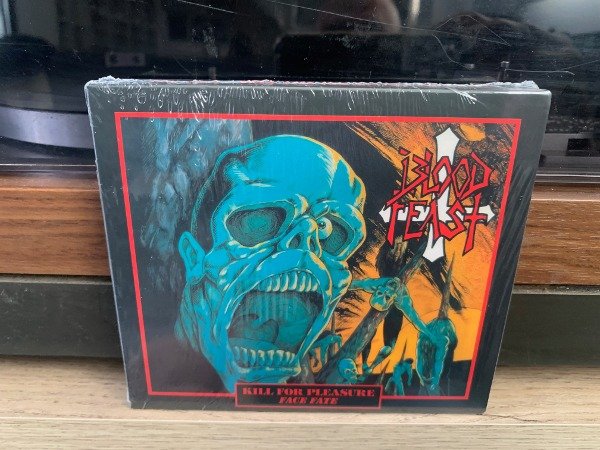 BLOOD
FEAST
KILL FOR PLEASURE
FACE FATE